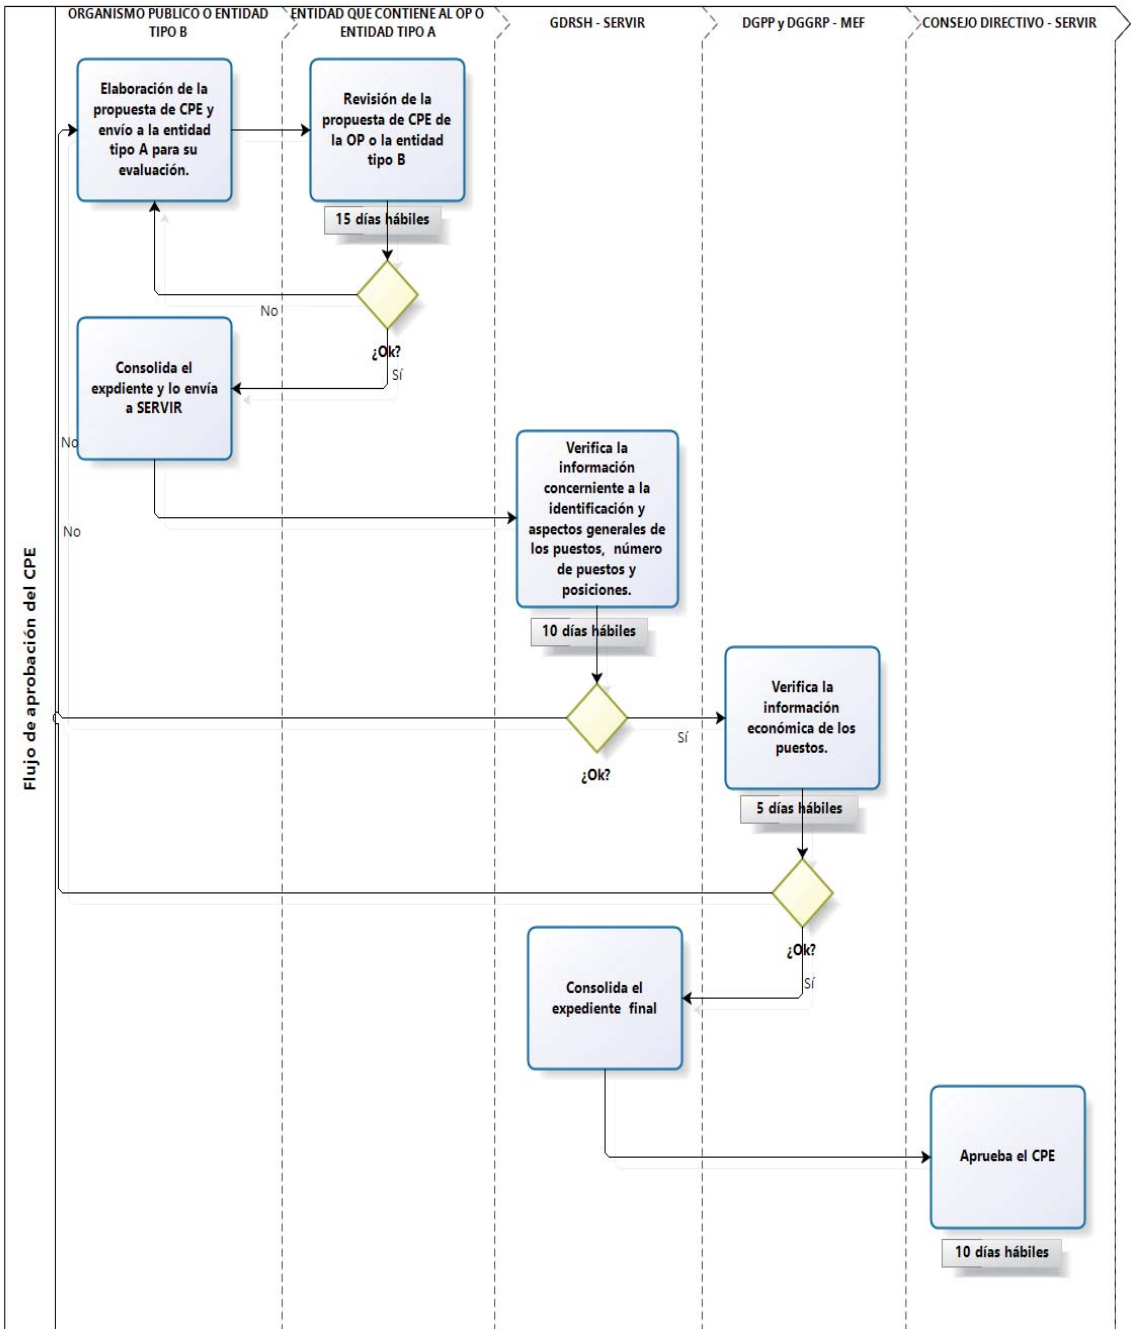 ORGANISMO PUBLICO O ENTIDAD
TIPO B
ENTIDAD QUE CONTIENE AL OP O
ENTIDAD TIPO A
GDRSH - SERVIR
DGPP y DGGRP - MEF
CONSEJO DIRECTIVO - SERVIR
Flujo de aprobación del CPE
Elaboración de la
propuesta de CPE y
envío a la entidad
tipo A para su
evaluación.
Revisión de la
propuesta de CPE de
la OP o la entidad
tipo B
15 días hábiles
No
¿Ok?
Sí
Consolida el
expdiente y lo envía
a SERVIR
No
No
Verifica la
información
concerniente a la
identificación y
aspectos generales de
los puestos, número
de puestos y
posiciones.
10 días hábiles
Sí
¿Ok?
Verifica la
información
económica de los
puestos.
5 días hábiles
¿Ok?
Sí
Consolida el
expediente final
Aprueba el CPE
10 días hábiles